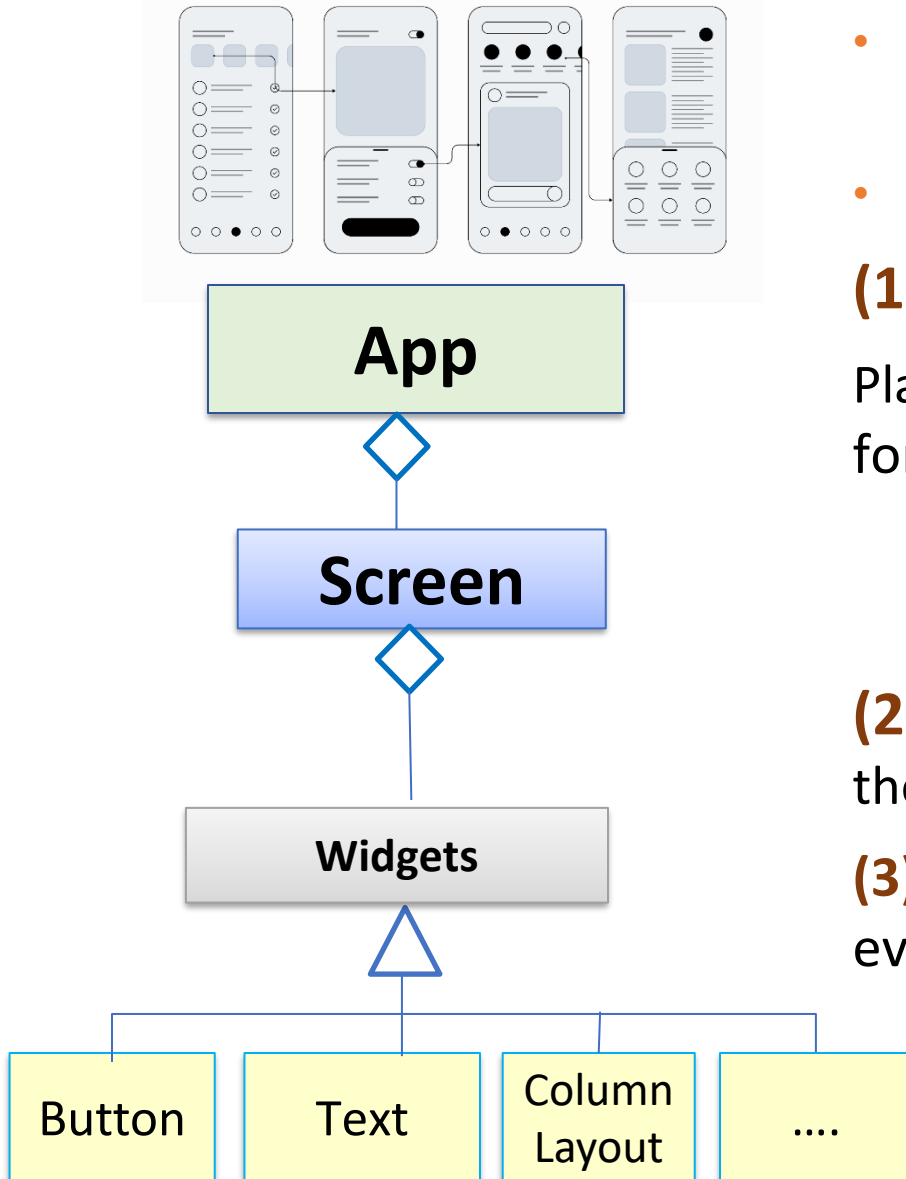 App
(1
Pla
for
Screen
(2
the
Widgets
(3)
ev
Button
Text
Column
Layout
....